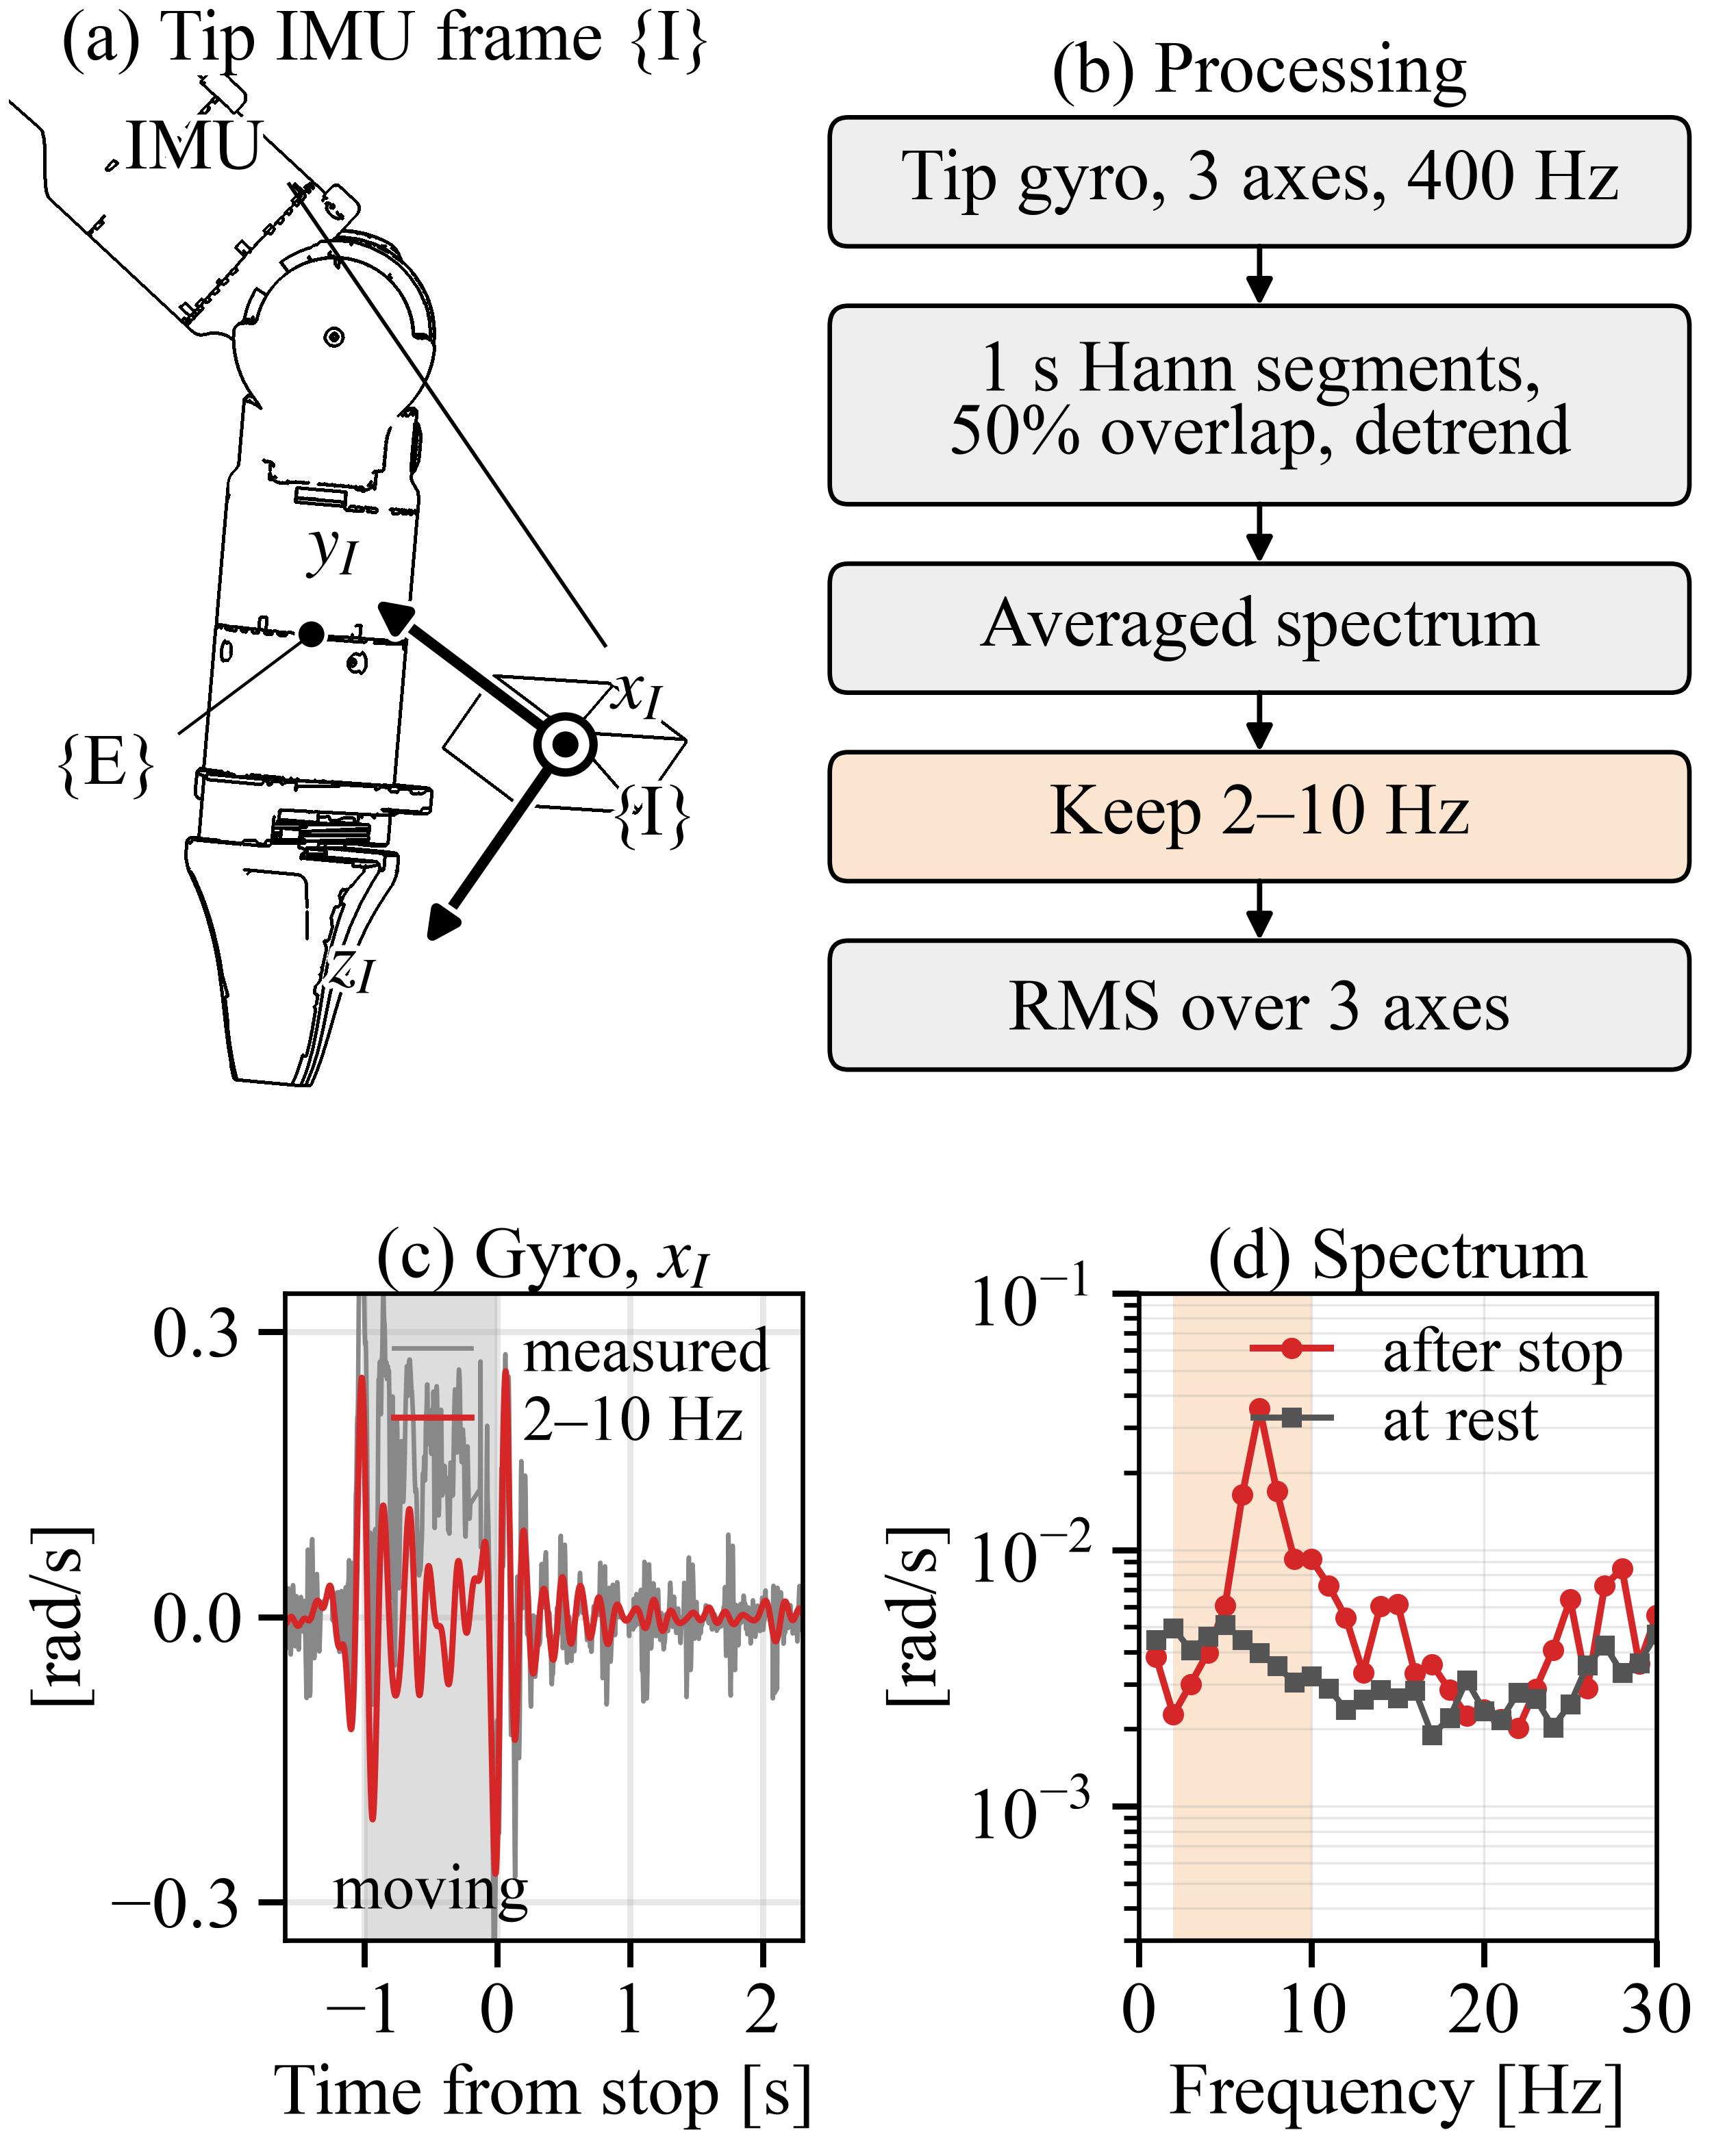 (a) Tip IMU frame {I}
IMU
y_I
x_I
{E}
{I}
z_I
(b) Processing
Tip gyro, 3 axes, 400 Hz
1 s Hann segments,
50% overlap, detrend
Averaged spectrum
Keep 2–10 Hz
RMS over 3 axes
(c) Gyro, x_I
0.3
0.0
−0.3
[rad/s]
measured
2–10 Hz
moving
−1 0 1 2
Time from stop [s]
(d) Spectrum
10^−1
10^−2
10^−3
[rad/s]
after stop
at rest
0 10 20 30
Frequency [Hz]